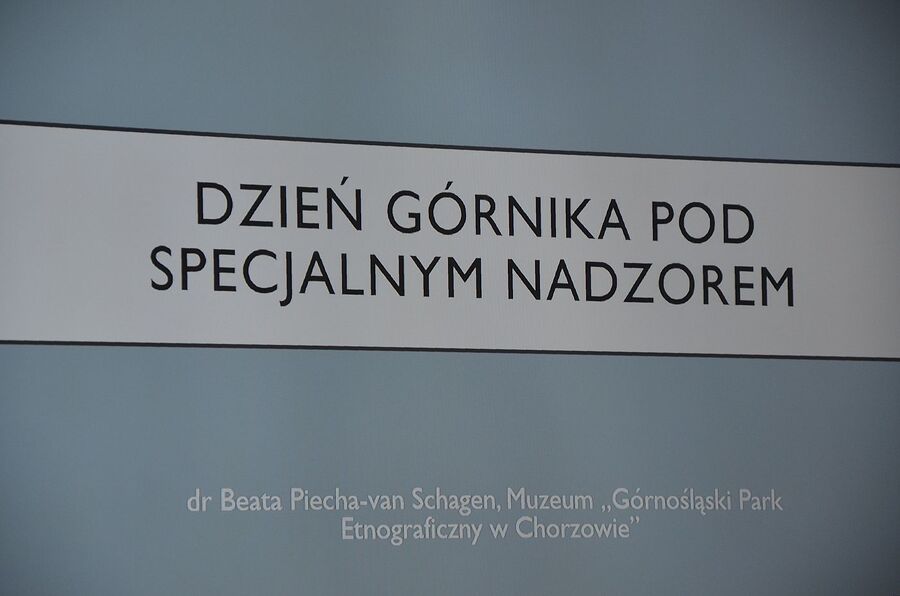 DZIEŃ GÓRNIKA POD
SPECJALNYM NADZOREM
dr Beata Piecha-van Schagen, Muzeum „Górnośląski Park
Etnograficzny w Chorzowie”